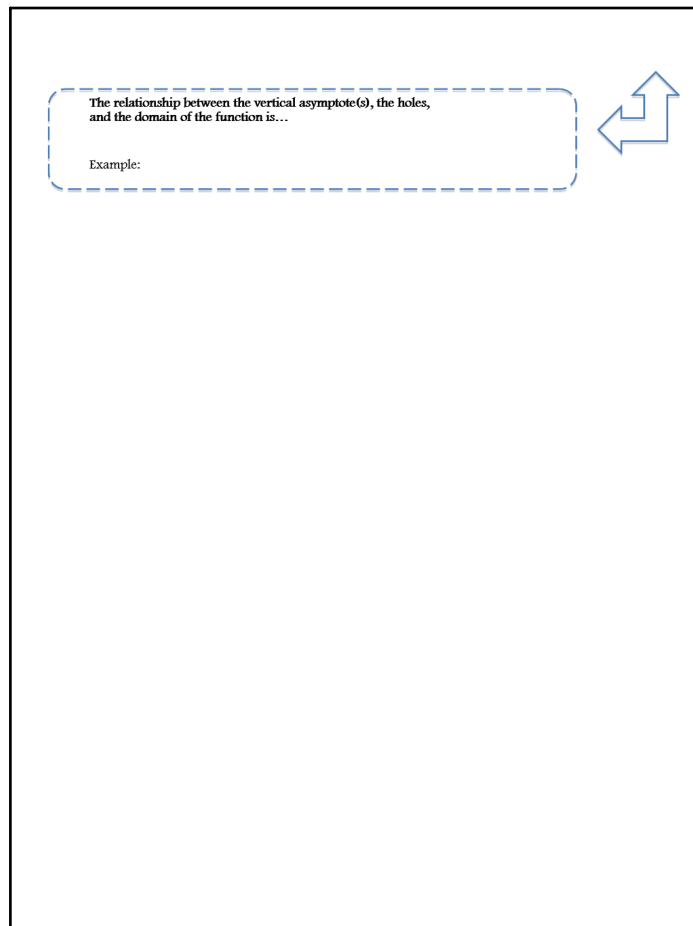 The relationship between the vertical asymptote(s), the holes,
and the domain of the function is…
Example: